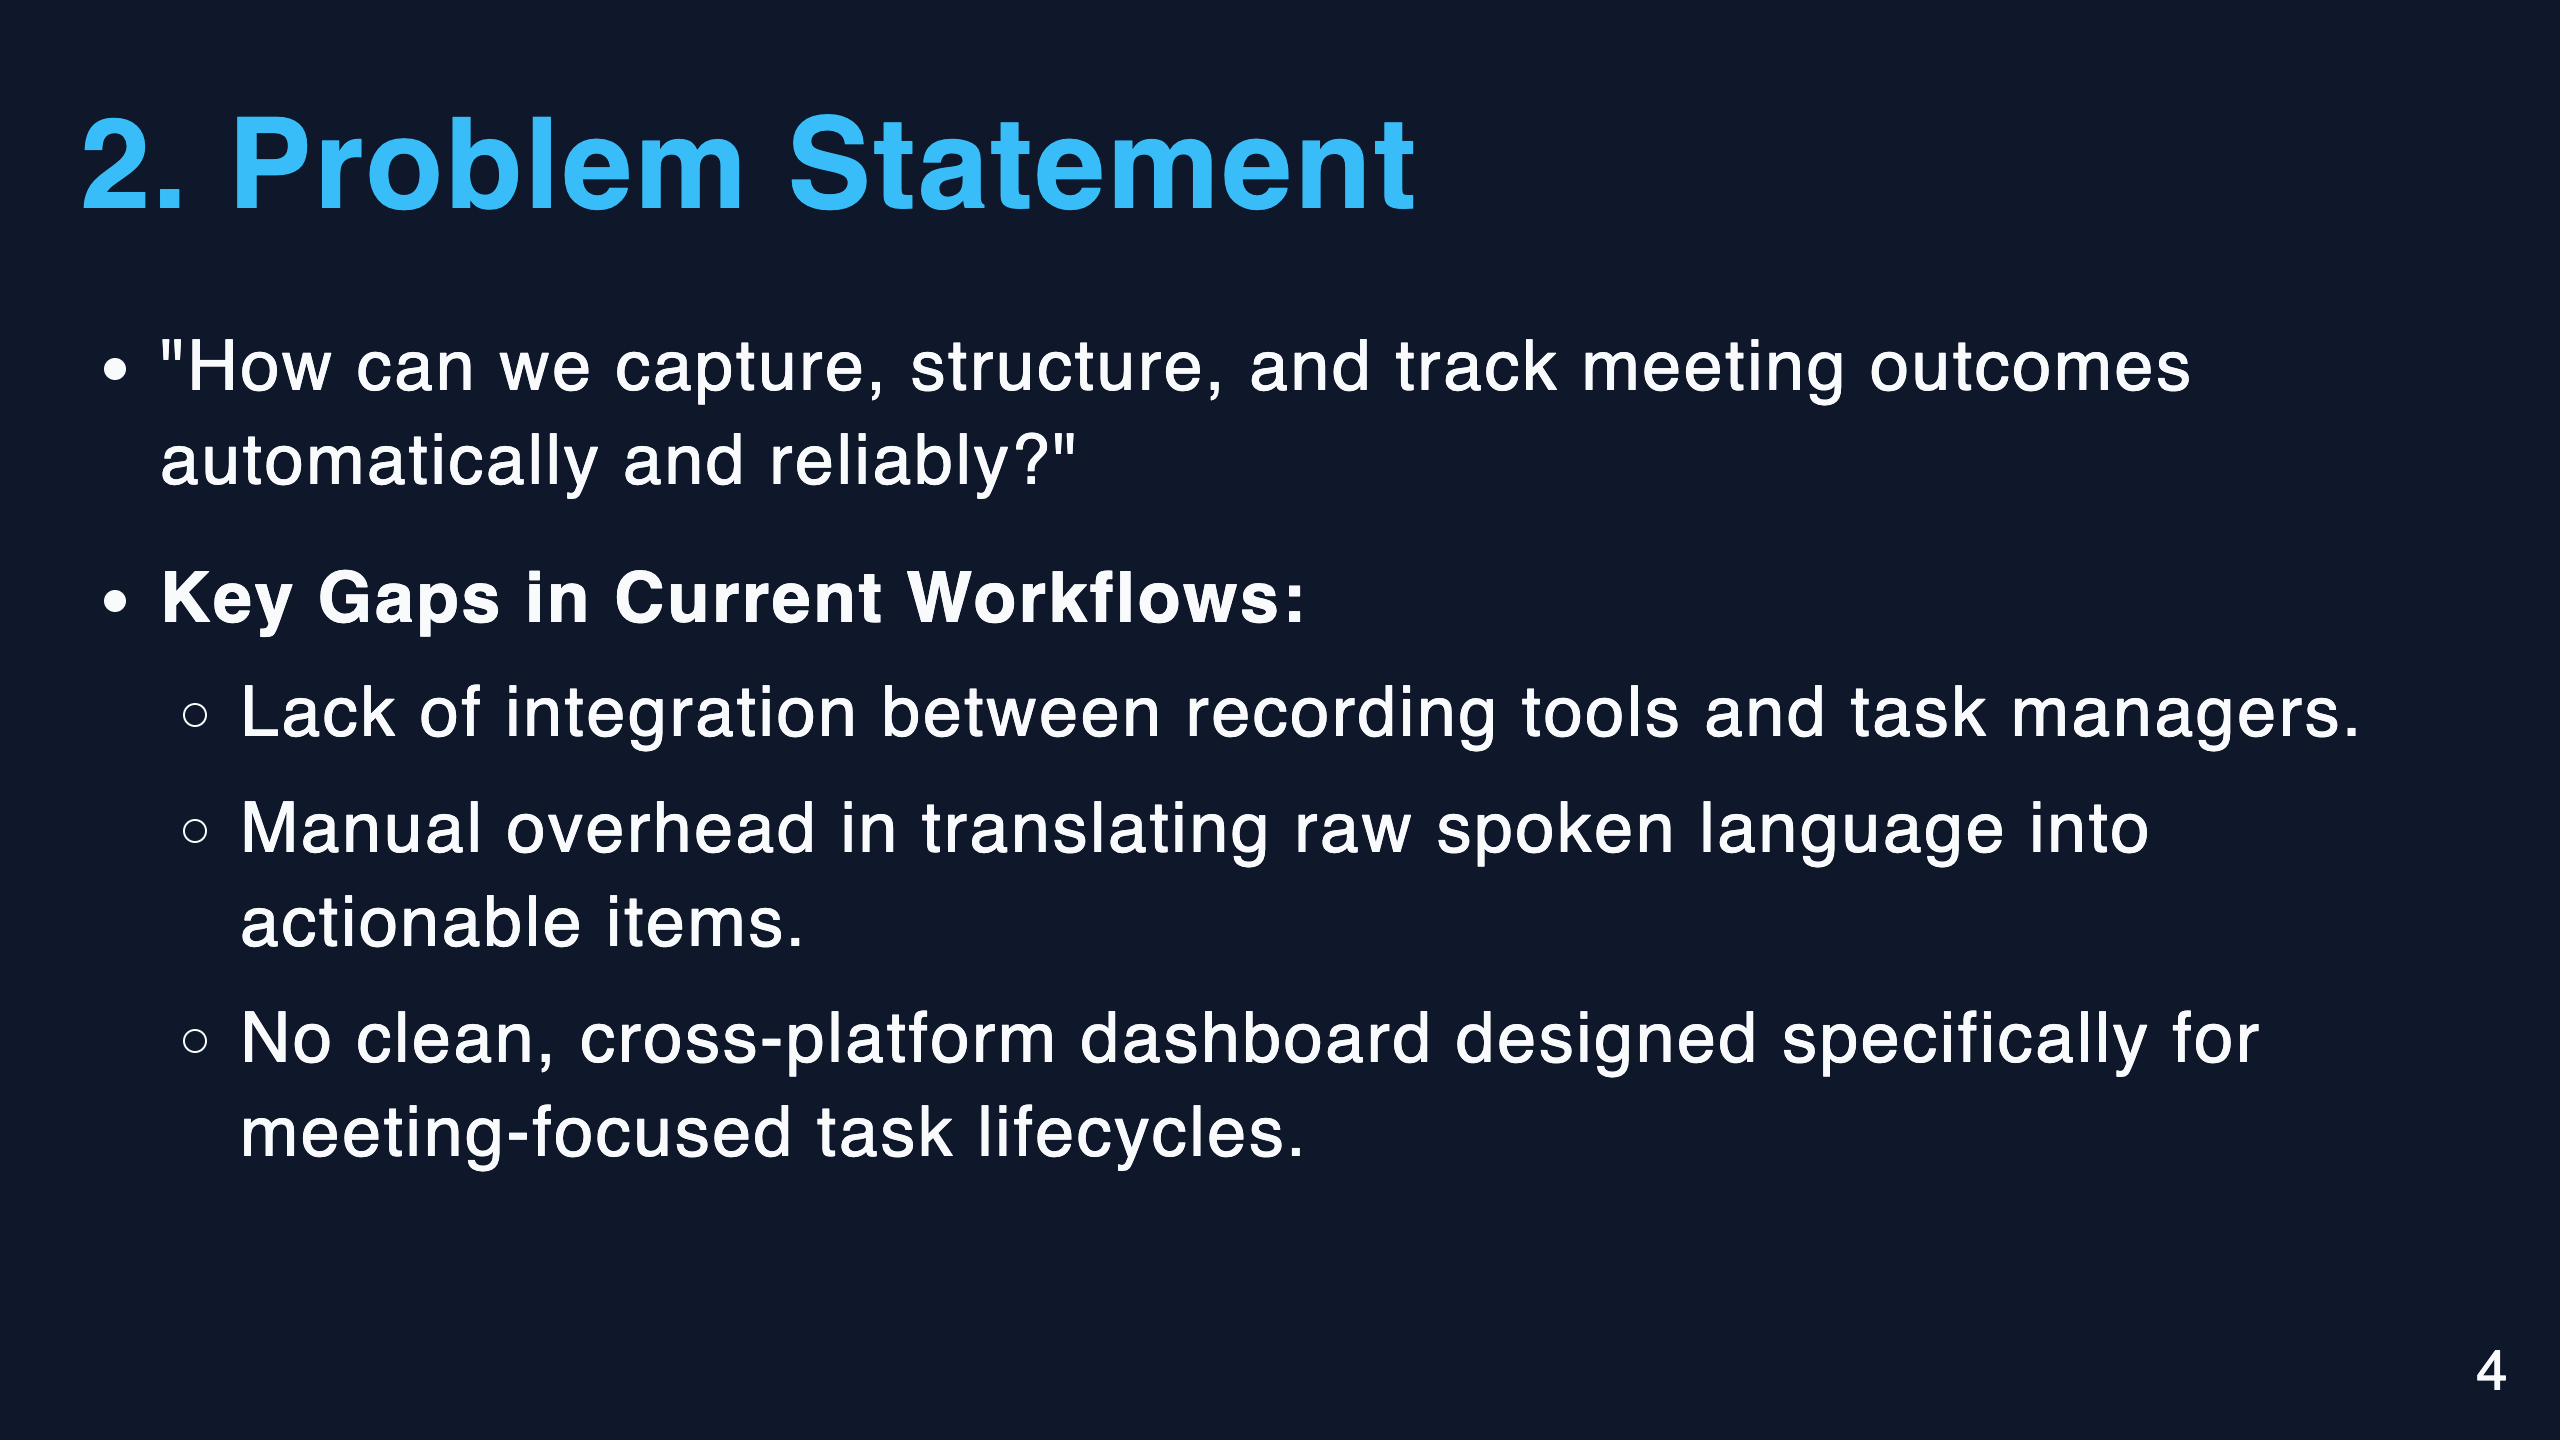 2. Problem Statement
• "How can we capture, structure, and track meeting outcomes
automatically and reliably?"
• Key Gaps in Current Workflows:
○ Lack of integration between recording tools and task managers.
○ Manual overhead in translating raw spoken language into
actionable items.
○ No clean, cross-platform dashboard designed specifically for
meeting-focused task lifecycles.
4